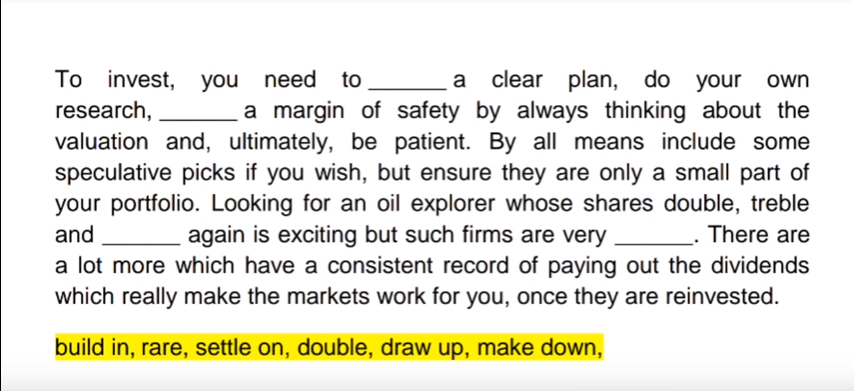 To invest, you need to ______ a clear plan, do your own
research, ______ a margin of safety by always thinking about the
valuation and, ultimately, be patient. By all means include some
speculative picks if you wish, but ensure they are only a small part of
your portfolio. Looking for an oil explorer whose shares double, treble
and ______ again is exciting but such firms are very ______. There are
a lot more which have a consistent record of paying out the dividends
which really make the markets work for you, once they are reinvested.
build in, rare, settle on, double, draw up, make down,